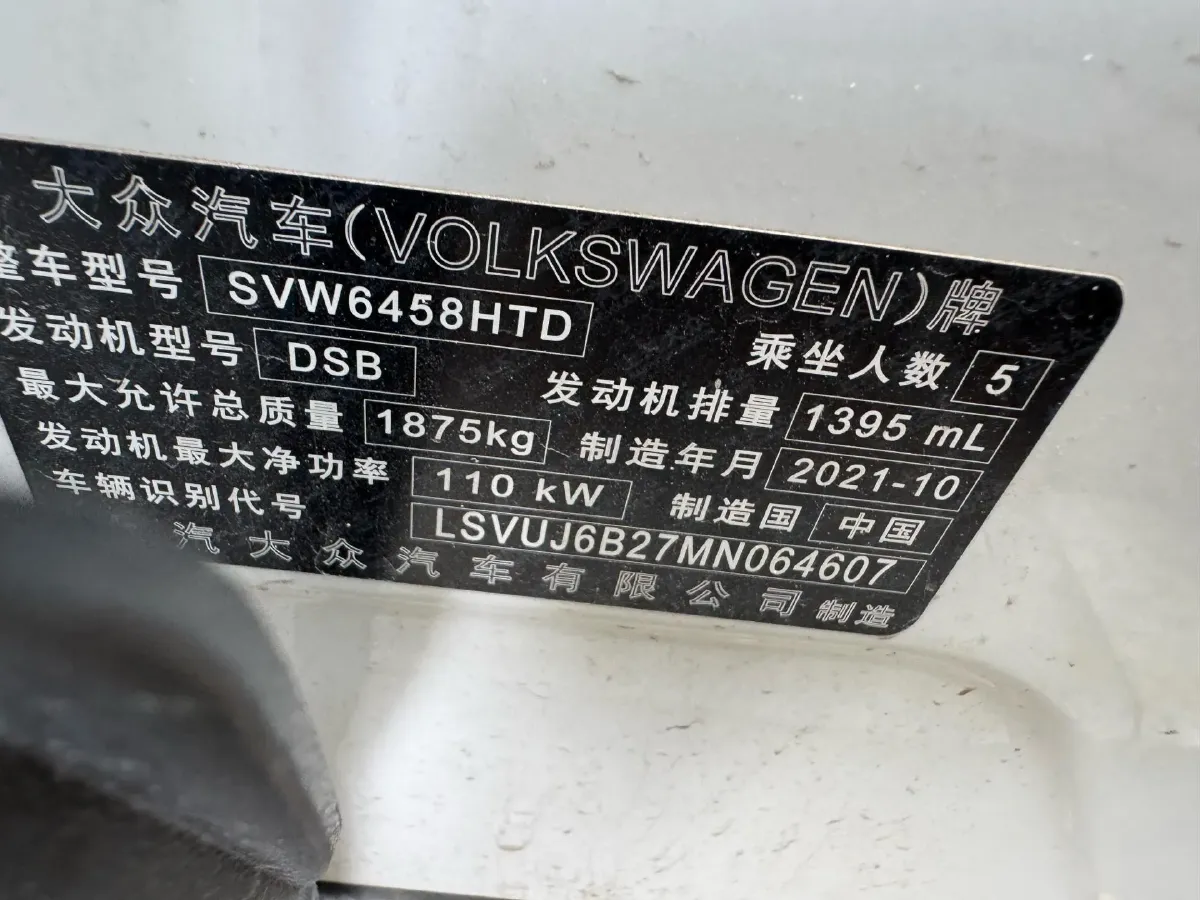 大众汽车(VOLKSWAGEN)牌
整车型号 SVW6458HTD 乘坐人数 5
发动机型号 DSB 发动机排量 1395 mL
最大允许总质量 1875kg 制造年月 2021-10
发动机最大净功率 110 kW 制造国 中国
车辆识别代号 LSVUJ6B27MN064607
汽大众汽车有限公司 制造